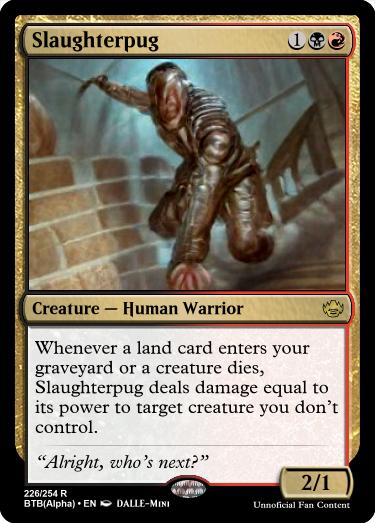 Slaughterpug 1
Creature — Human Warrior
Whenever a land card enters your
graveyard or a creature dies,
Slaughterpug deals damage equal to
its power to target creature you don't
control.
“Alright, who's next?”
2/1
226/254 R
BTB(Alpha) • EN DALLE-Mini
Unnofficial Fan Content